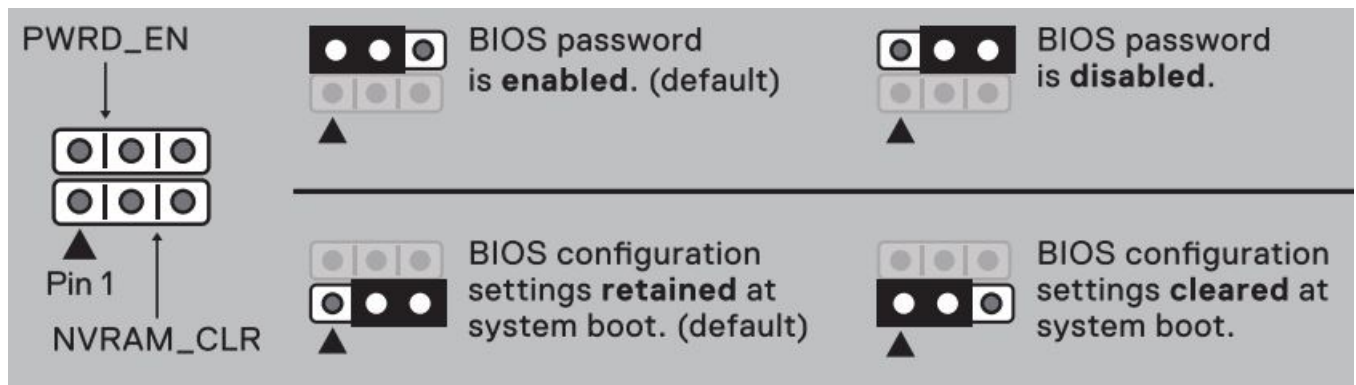 PWRD_EN
Pin 1
NVRAM_CLR
BIOS password
is enabled. (default)
BIOS password
is disabled.
BIOS configuration
settings retained at
system boot. (default)
BIOS configuration
settings cleared at
system boot.